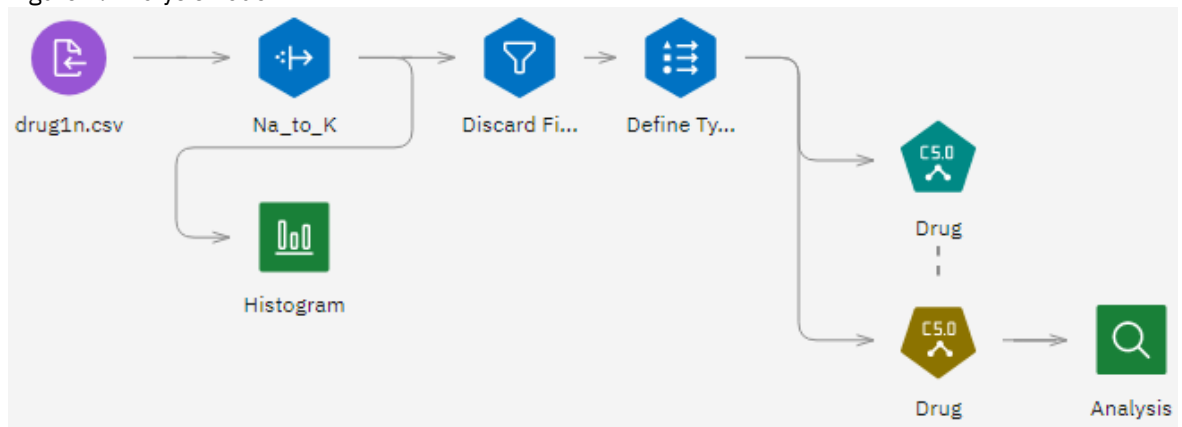 drug1n.csv
Na_to_K
Discard Fi...
Define Ty...
C5.0
Drug
Histogram
C5.0
Drug
Analysis